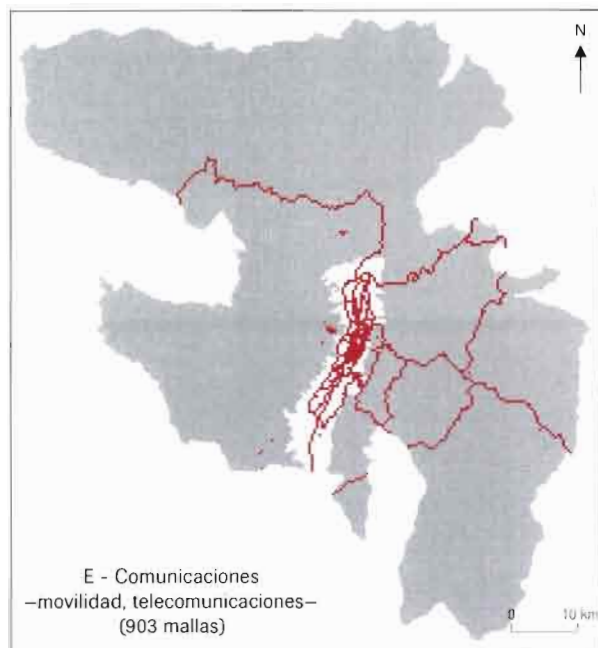 N
E - Comunicaciones
–movilidad, telecomunicaciones–
(903 mallas)
0 10 km